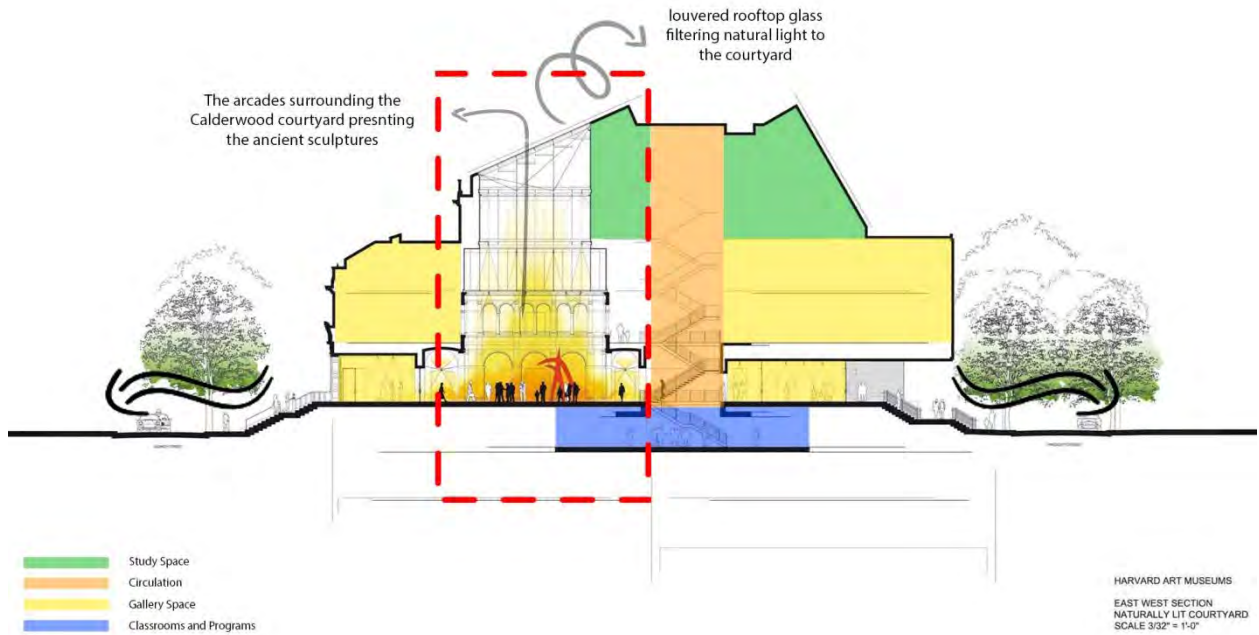 louvered rooftop glass
filtering natural light to
the courtyard
The arcades surrounding the
Calderwood courtyard presnting
the ancient sculptures
Study Space
Circulation
Gallery Space
Classrooms and Programs
HARVARD ART MUSEUMS
EAST WEST SECTION
NATURALLY LIT COURTYARD
SCALE 3/32" = 1'-0"